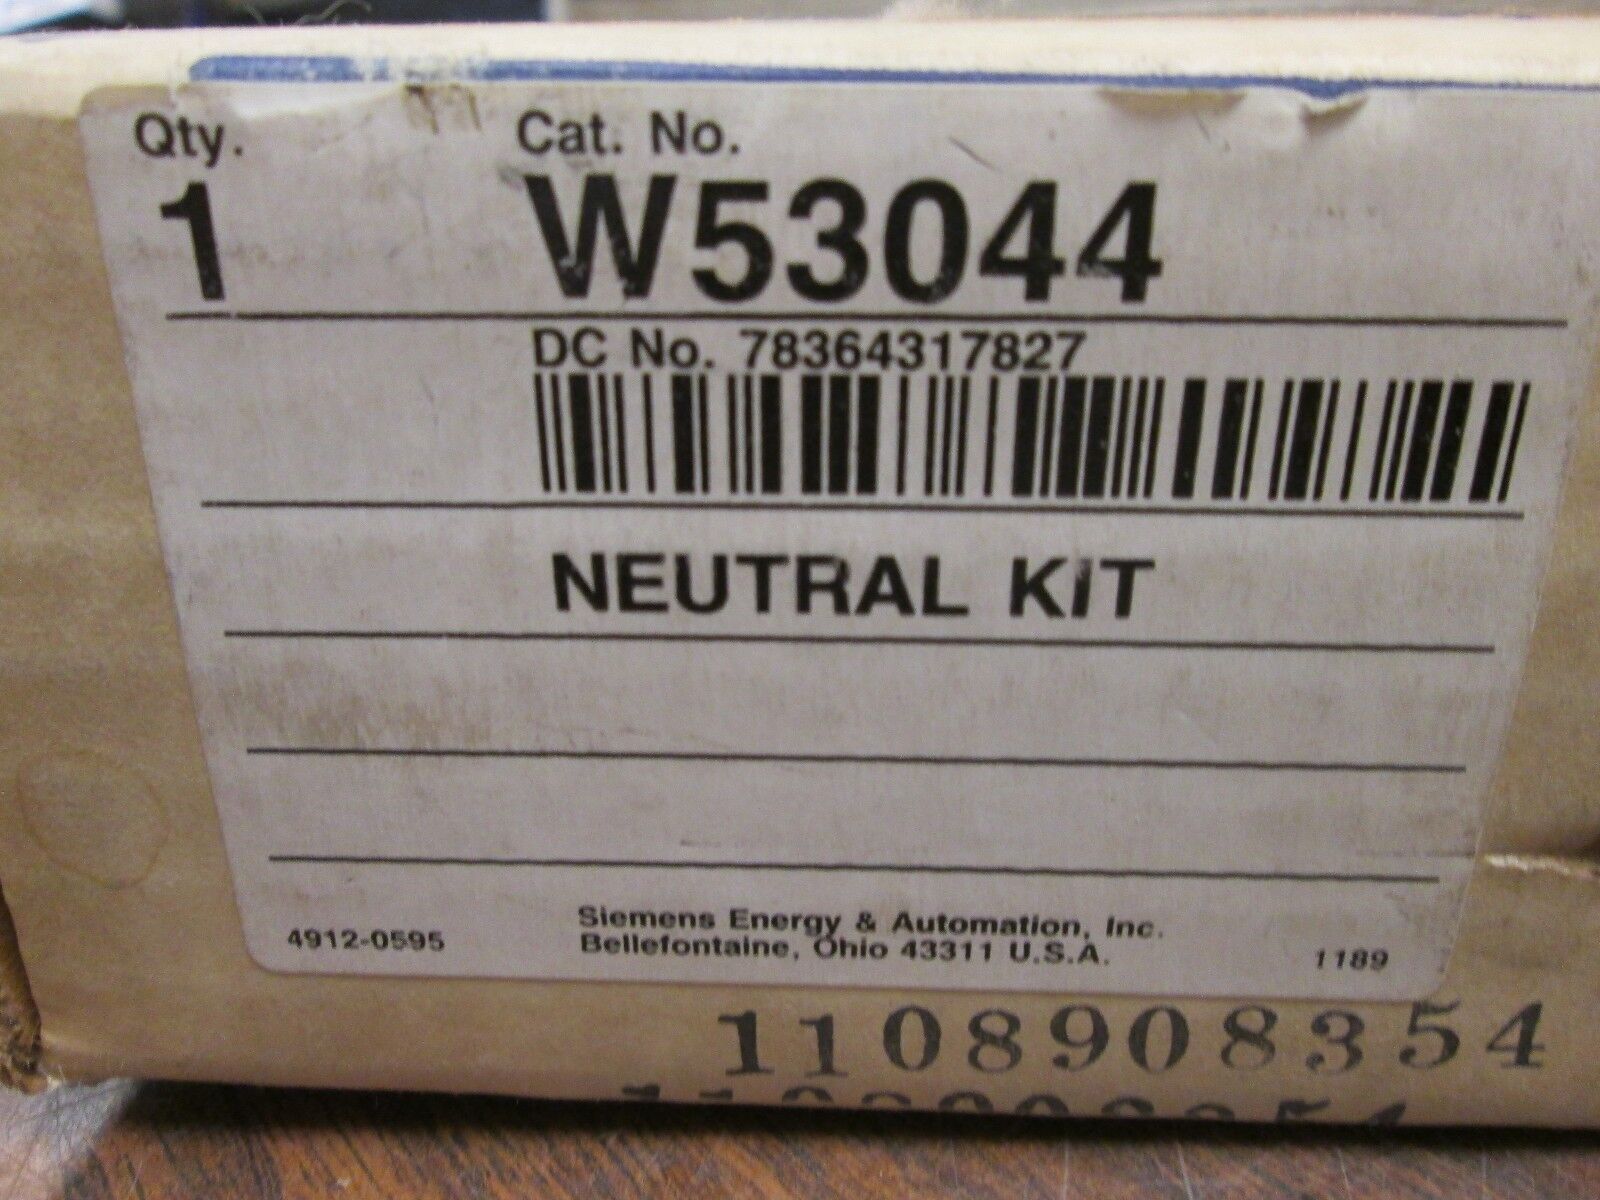 Qty. Cat. No.
1 W53044
DC No. 78364317827
NEUTRAL KIT
Siemens Energy & Automation, Inc.
4912-0595 Bellefontaine, Ohio 43311 U.S.A. 1189
1108908354